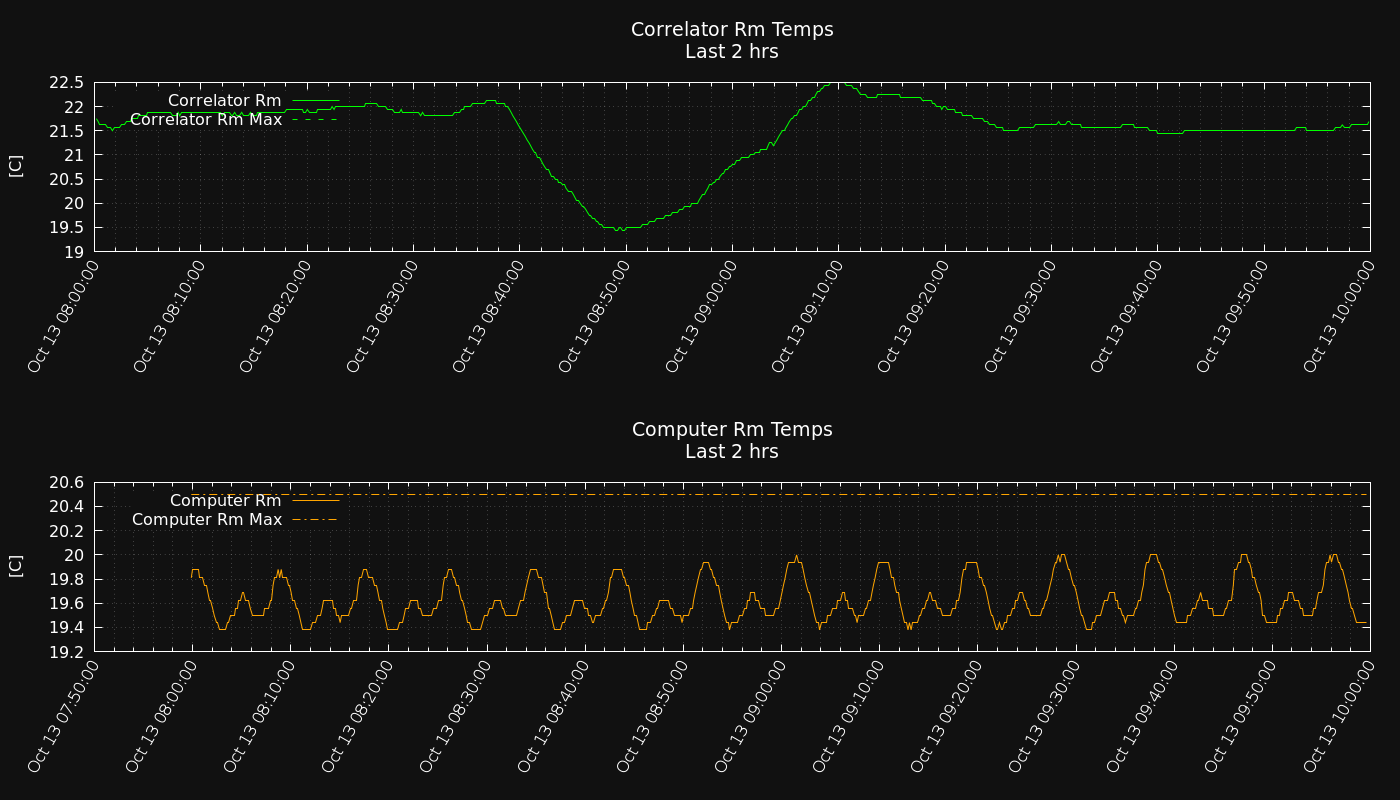 Correlator Rm Temps
Last 2 hrs
22.5
22
21.5
21
20.5
20
19.5
19
[C]
Correlator Rm
Correlator Rm Max
Oct 13 08:00:00
Oct 13 08:10:00
Oct 13 08:20:00
Oct 13 08:30:00
Oct 13 08:40:00
Oct 13 08:50:00
Oct 13 09:00:00
Oct 13 09:10:00
Oct 13 09:20:00
Oct 13 09:30:00
Oct 13 09:40:00
Oct 13 09:50:00
Oct 13 10:00:00
Computer Rm Temps
Last 2 hrs
20.6
20.4
20.2
20
19.8
19.6
19.4
19.2
[C]
Computer Rm
Computer Rm Max
Oct 13 07:50:00
Oct 13 08:00:00
Oct 13 08:10:00
Oct 13 08:20:00
Oct 13 08:30:00
Oct 13 08:40:00
Oct 13 08:50:00
Oct 13 09:00:00
Oct 13 09:10:00
Oct 13 09:20:00
Oct 13 09:30:00
Oct 13 09:40:00
Oct 13 09:50:00
Oct 13 10:00:00